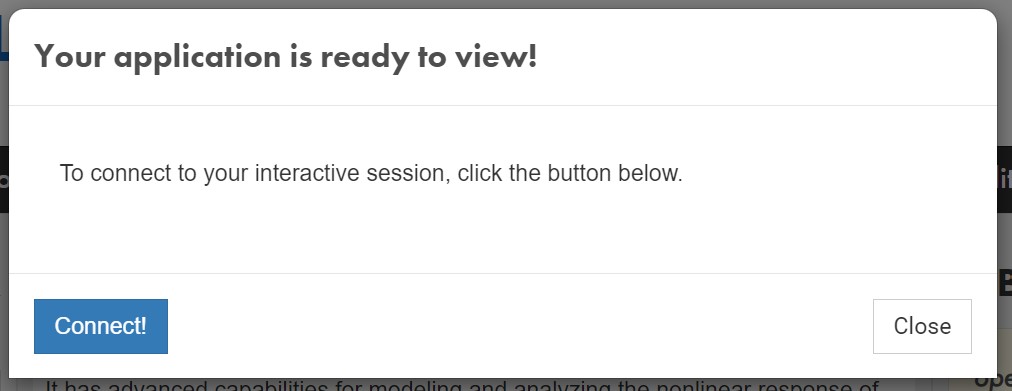 Your application is ready to view!
To connect to your interactive session, click the button below.
Connect!
Close
It has advanced capabilities for modeling and analyzing the nonlinear response of